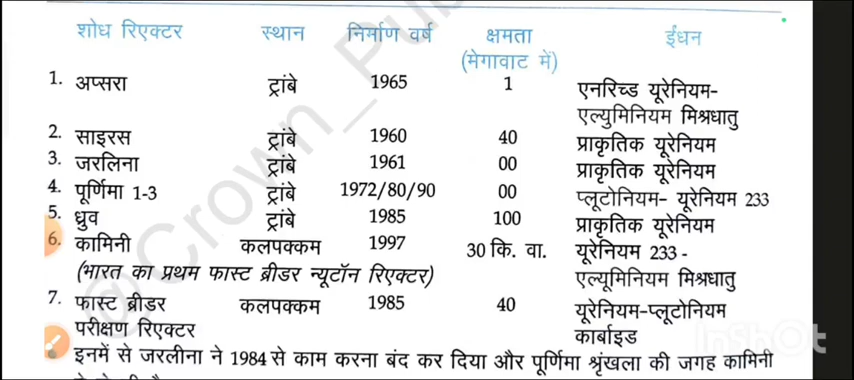 शोध रिएक्टर स्थान निर्माण वर्ष क्षमता ईंधन
(मेगावाट में)
1. अप्सरा ट्रांबे 1965 1 एनरिच्ड यूरेनियम-
एल्युमिनियम मिश्रधातु
2. साइरस ट्रांबे 1960 40 प्राकृतिक यूरेनियम
3. जरलिना ट्रांबे 1961 00 प्राकृतिक यूरेनियम
4. पूर्णिमा 1-3 ट्रांबे 1972/80/90 00 प्लूटोनियम- यूरेनियम 233
5. ध्रुव ट्रांबे 1985 100 प्राकृतिक यूरेनियम
6. कामिनी कलपक्कम 1997 30 कि. वा. यूरेनियम 233 -
(भारत का प्रथम फास्ट ब्रीडर न्यूटॉन रिएक्टर) एल्यूमिनियम मिश्रधातु
7. फास्ट ब्रीडर कलपक्कम 1985 40 यूरेनियम-प्लूटोनियम
परीक्षण रिएक्टर कार्बाइड
इनमें से जरलीना ने 1984 से काम करना बंद कर दिया और पूर्णिमा श्रृंखला की जगह कामिनी
@Crown_Pub
InShot